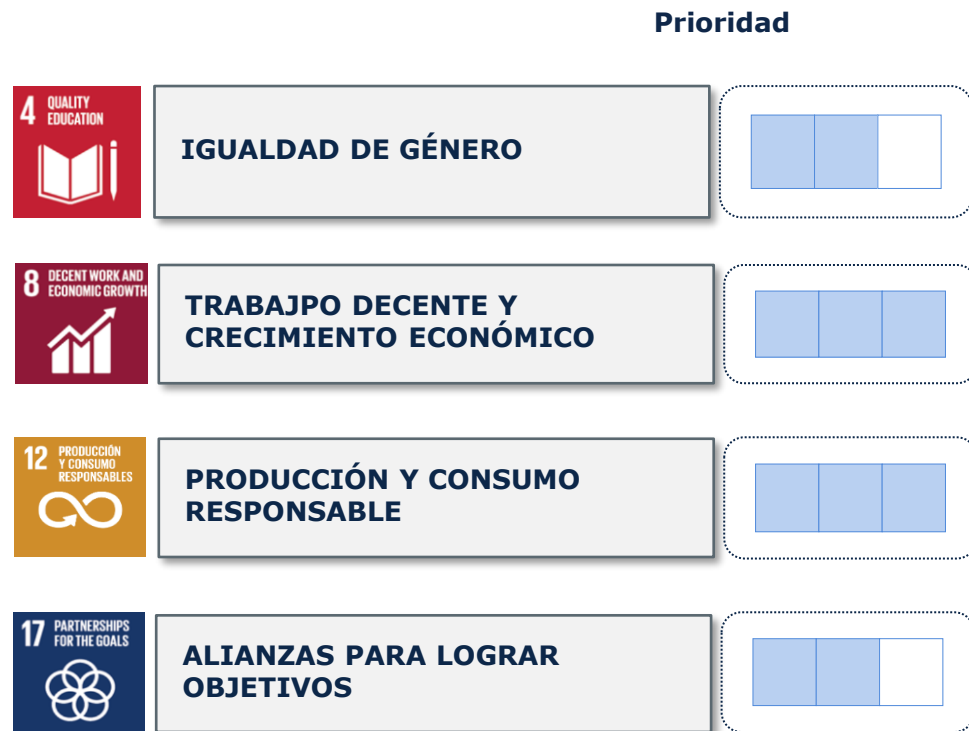 Prioridad
4 QUALITY
EDUCATION
IGUALDAD DE GÉNERO
8 DECENT WORK AND
ECONOMIC GROWTH
TRABAJPO DECENTE Y
CRECIMIENTO ECONÓMICO
12 PRODUCCIÓN
Y CONSUMO
RESPONSABLES
PRODUCCIÓN Y CONSUMO
RESPONSABLE
17 PARTNERSHIPS
FOR THE GOALS
ALIANZAS PARA LOGRAR
OBJETIVOS